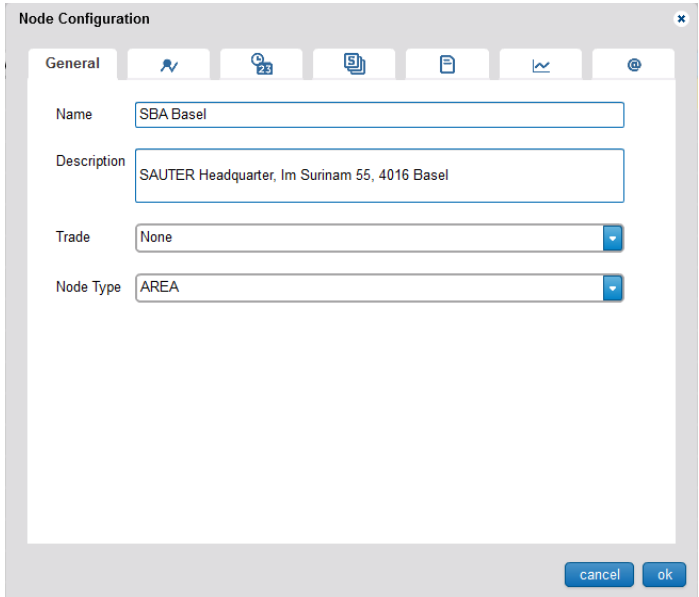 Node Configuration
General
23
S
@
Name
SBA Basel
Description
SAUTER Headquarter, Im Surinam 55, 4016 Basel
Trade
None
Node Type
AREA
cancel
ok